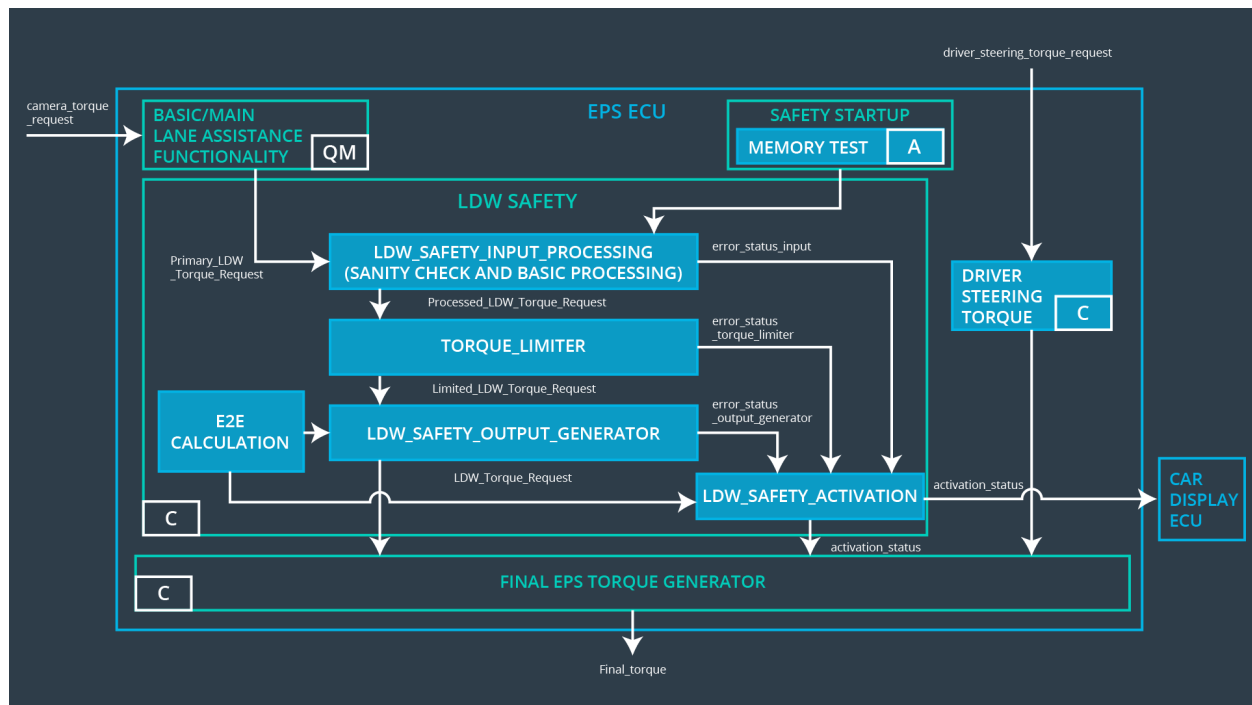 driver_steering_torque_request
camera_torque
_request
EPS ECU
BASIC/MAIN
LANE ASSISTANCE
FUNCTIONALITY
QM
SAFETY STARTUP
MEMORY TEST
A
LDW SAFETY
LDW_SAFETY_INPUT_PROCESSING
(SANITY CHECK AND BASIC PROCESSING)
error_status_input
Primary_LDW
_Torque_Request
DRIVER
STEERING
TORQUE
C
Processed_LDW_Torque_Request
TORQUE_LIMITER
error_status
_torque_limiter
Limited_LDW_Torque_Request
E2E
CALCULATION
LDW_SAFETY_OUTPUT_GENERATOR
error_status
_output_generator
LDW_Torque_Request
LDW_SAFETY_ACTIVATION
activation_status
CAR
DISPLAY
ECU
C
activation_status
FINAL EPS TORQUE GENERATOR
C
Final_torque